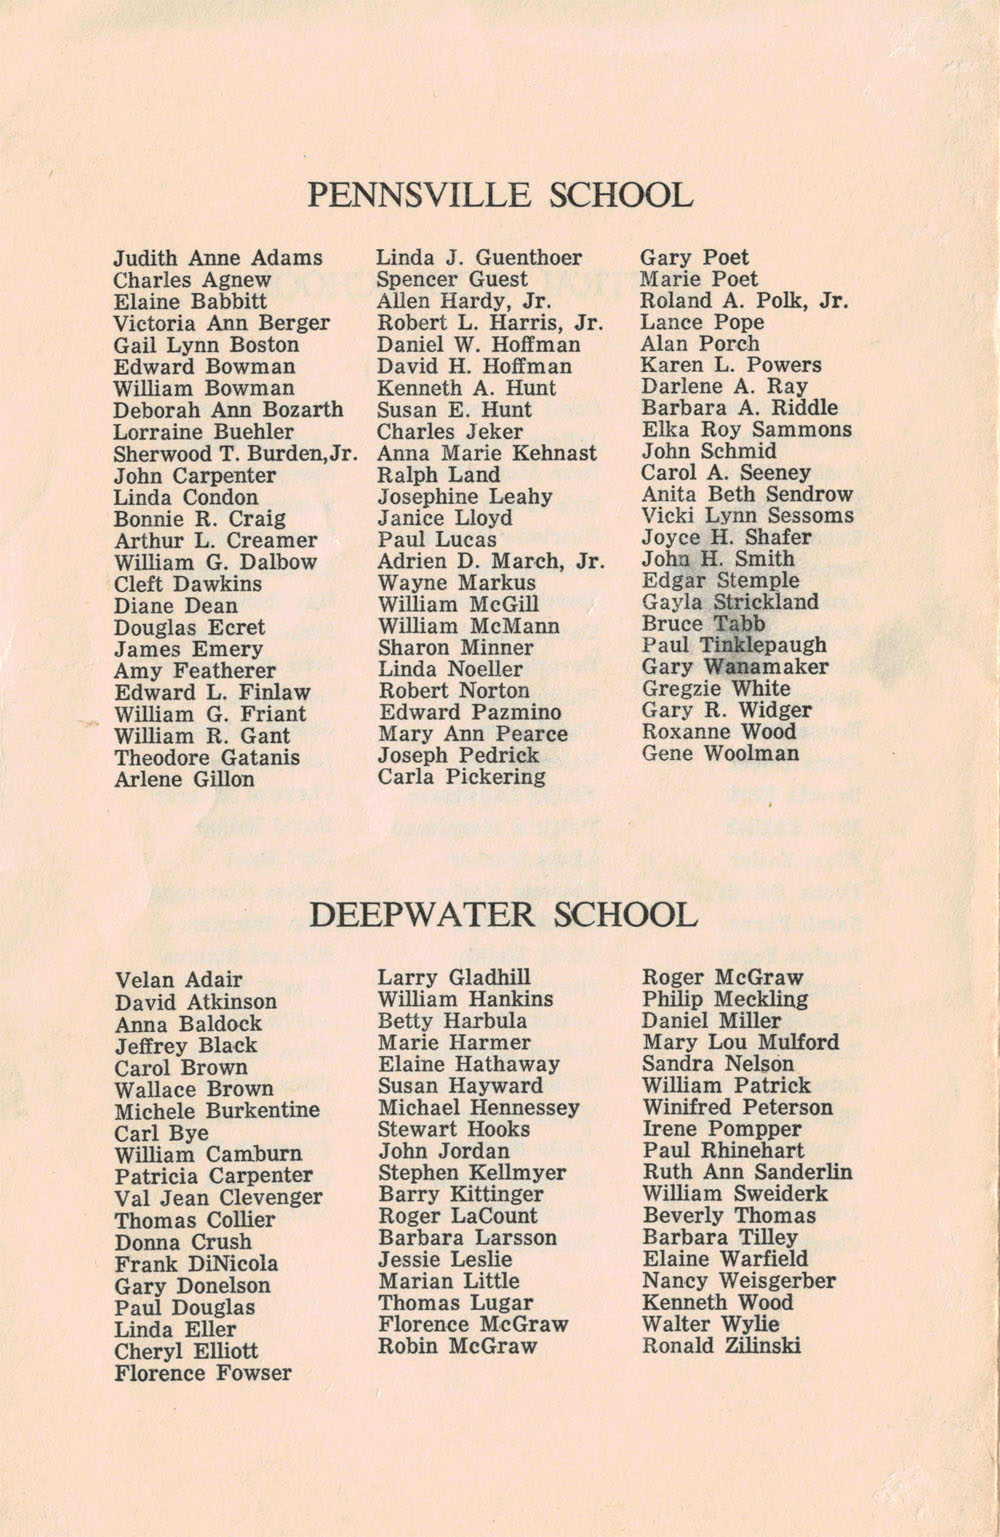 PENNSVILLE SCHOOL
Judith Anne Adams
Charles Agnew
Elaine Babbitt
Victoria Ann Berger
Gail Lynn Boston
Edward Bowman
William Bowman
Deborah Ann Bozarth
Lorraine Buehler
Sherwood T. Burden,Jr.
John Carpenter
Linda Condon
Bonnie R. Craig
Arthur L. Creamer
William G. Dalbow
Cleft Dawkins
Diane Dean
Douglas Ecret
James Emery
Amy Featherer
Edward L. Finlaw
William G. Friant
William R. Gant
Theodore Gatanis
Arlene Gillon
Linda J. Guenthoer
Spencer Guest
Allen Hardy, Jr.
Robert L. Harris, Jr.
Daniel W. Hoffman
David H. Hoffman
Kenneth A. Hunt
Susan E. Hunt
Charles Jeker
Anna Marie Kehnast
Ralph Land
Josephine Leahy
Janice Lloyd
Paul Lucas
Adrien D. March, Jr.
Wayne Markus
William McGill
William McMann
Sharon Minner
Linda Noeller
Robert Norton
Edward Pazmino
Mary Ann Pearce
Joseph Pedrick
Carla Pickering
Gary Poet
Marie Poet
Roland A. Polk, Jr.
Lance Pope
Alan Porch
Karen L. Powers
Darlene A. Ray
Barbara A. Riddle
Elka Roy Sammons
John Schmid
Carol A. Seeney
Anita Beth Sendrow
Vicki Lynn Sessoms
Joyce H. Shafer
John H. Smith
Edgar Stemple
Gayla Strickland
Bruce Tabb
Paul Tinklepaugh
Gary Wanamaker
Gregzie White
Gary R. Widger
Roxanne Wood
Gene Woolman
DEEPWATER SCHOOL
Velan Adair
David Atkinson
Anna Baldock
Jeffrey Black
Carol Brown
Wallace Brown
Michele Burkentine
Carl Bye
William Camburn
Patricia Carpenter
Val Jean Clevenger
Thomas Collier
Donna Crush
Frank DiNicola
Gary Donelson
Paul Douglas
Linda Eller
Cheryl Elliott
Florence Fowser
Larry Gladhill
William Hankins
Betty Harbula
Marie Harmer
Elaine Hathaway
Susan Hayward
Michael Hennessey
Stewart Hooks
John Jordan
Stephen Kellmyer
Barry Kittinger
Roger LaCount
Barbara Larsson
Jessie Leslie
Marian Little
Thomas Lugar
Florence McGraw
Robin McGraw
Roger McGraw
Philip Meckling
Daniel Miller
Mary Lou Mulford
Sandra Nelson
William Patrick
Winifred Peterson
Irene Pompper
Paul Rhinehart
Ruth Ann Sanderlin
William Sweiderk
Beverly Thomas
Barbara Tilley
Elaine Warfield
Nancy Weisgerber
Kenneth Wood
Walter Wylie
Ronald Zilinski